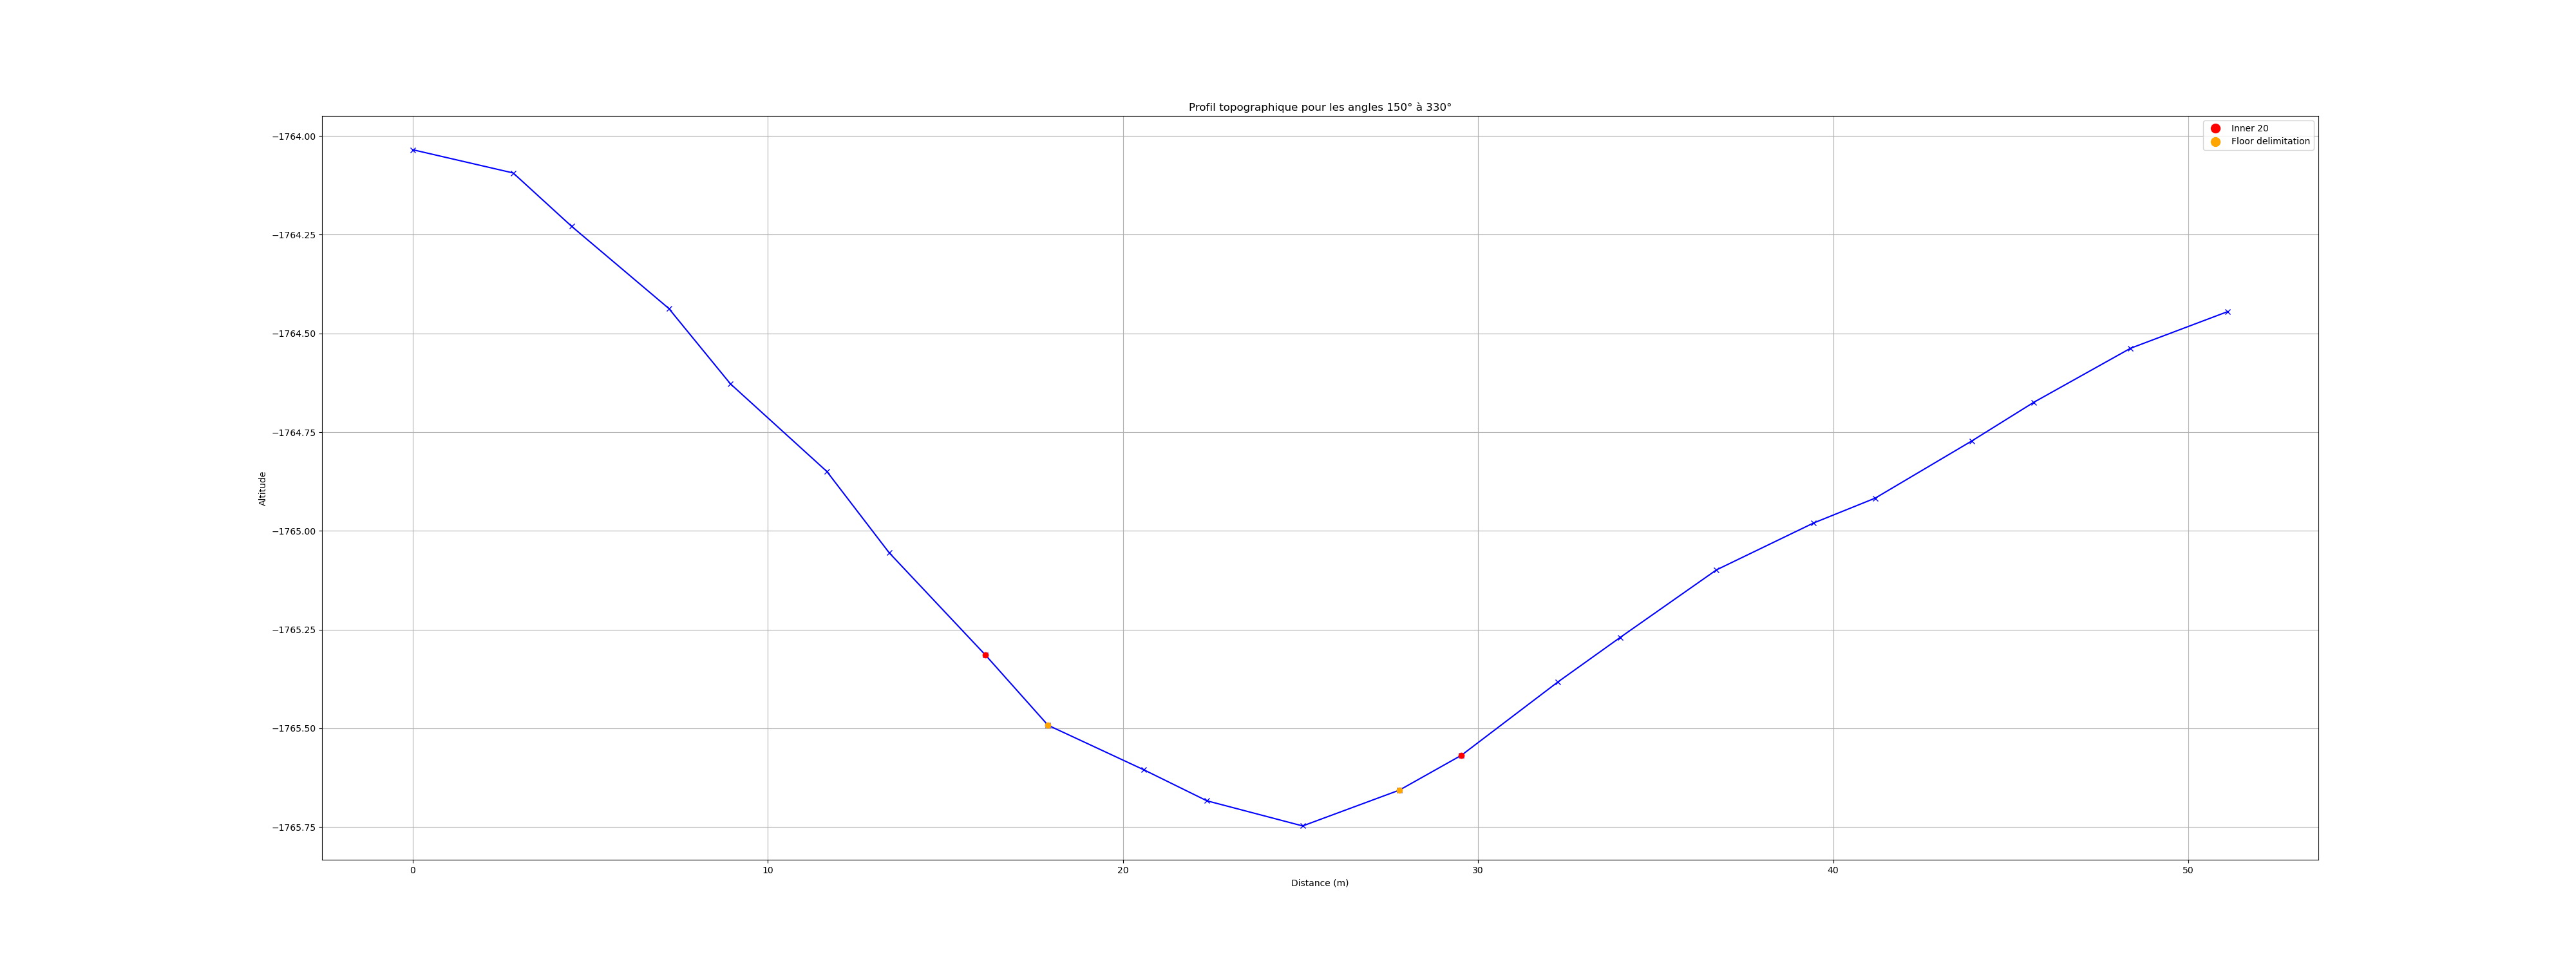 Profil topographique pour les angles 150° à 330°
Inner 20
Floor delimitation
−1764.00
−1764.25
−1764.50
−1764.75
−1765.00
−1765.25
−1765.50
−1765.75
Altitude
0 10 20 30 40 50
Distance (m)